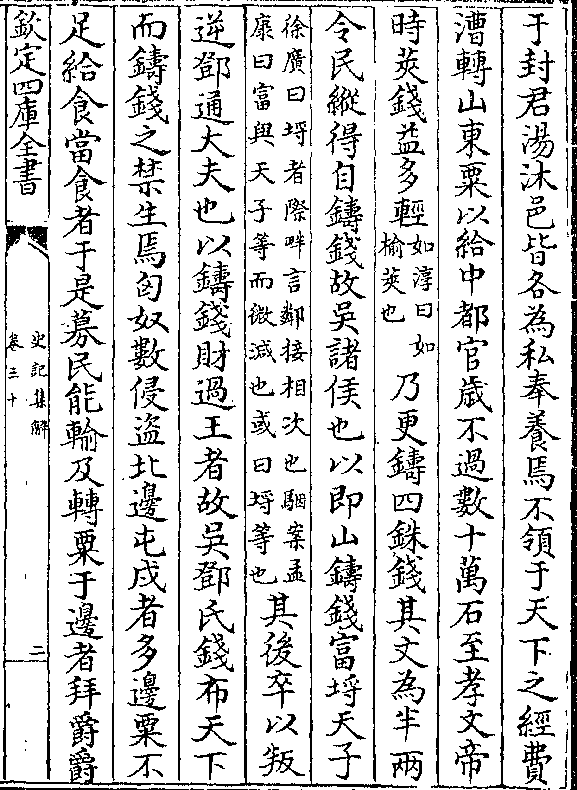 于封君湯沐邑皆各為私奉養焉不領于天下之經費
漕轉山東粟以給中都官歲不過數十萬石至孝文帝
時莢錢益多輕
如淳曰如
榆莢也
乃更鑄四銖錢其文為半兩
令民縱得自鑄錢故吳諸侯也以即山鑄錢富埒天子
徐廣曰埒者際畔言鄰接相次也駰案孟
康曰富與天子等而微減也或曰埒等也
其後卒以叛
逆鄧通大夫也以鑄錢財過王者故吳鄧氏錢布天下
而鑄錢之禁生焉匈奴數侵盜北邊屯戍者多邊粟不
足給食當食者于是募民能輸及轉粟于邊者拜爵爵
欽定四庫全書
史記集解
卷三十
二